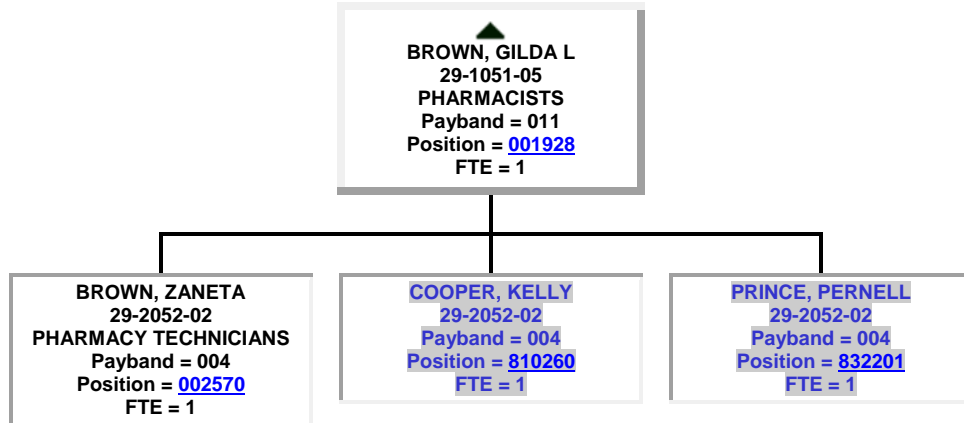 BROWN, GILDA L
29-1051-05
PHARMACISTS
Payband = 011
Position = 001928
FTE = 1
BROWN, ZANETA
29-2052-02
PHARMACY TECHNICIANS
Payband = 004
Position = 002570
FTE = 1
COOPER, KELLY
29-2052-02
Payband = 004
Position = 810260
FTE = 1
PRINCE, PERNELL
29-2052-02
Payband = 004
Position = 832201
FTE = 1